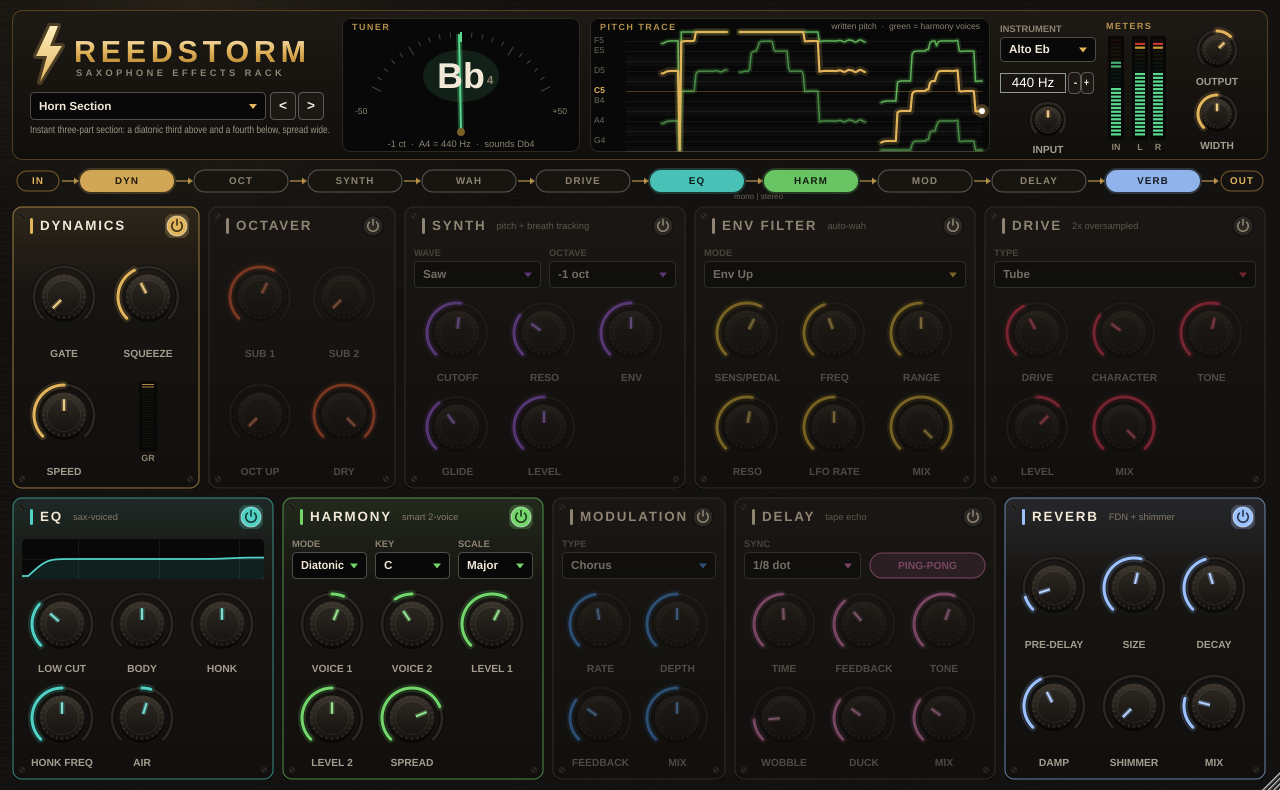 REEDSTORM
SAXOPHONE EFFECTS RACK
Horn Section
< >
Instant three-part section: a diatonic third above and a fourth below, spread wide.
TUNER
Bb4
-50 +50
-1 ct · A4 = 440 Hz · sounds Db4
PITCH TRACE
written pitch · green = harmony voices
F5
E5
D5
C5
B4
A4
G4
INSTRUMENT
Alto Eb
440 Hz - +
INPUT
METERS
IN L R
OUTPUT
WIDTH
IN DYN OCT SYNTH WAH DRIVE EQ HARM MOD DELAY VERB OUT
mono | stereo
DYNAMICS
GATE SQUEEZE
SPEED GR
OCTAVER
SUB 1 SUB 2
OCT UP DRY
SYNTH pitch + breath tracking
WAVE OCTAVE
Saw -1 oct
CUTOFF RESO ENV
GLIDE LEVEL
ENV FILTER auto-wah
MODE
Env Up
SENS/PEDAL FREQ RANGE
RESO LFO RATE MIX
DRIVE 2x oversampled
TYPE
Tube
DRIVE CHARACTER TONE
LEVEL MIX
EQ sax-voiced
LOW CUT BODY HONK
HONK FREQ AIR
HARMONY smart 2-voice
MODE KEY SCALE
Diatonic C Major
VOICE 1 VOICE 2 LEVEL 1
LEVEL 2 SPREAD
MODULATION
TYPE
Chorus
RATE DEPTH
FEEDBACK MIX
DELAY tape echo
SYNC
1/8 dot PING-PONG
TIME FEEDBACK TONE
WOBBLE DUCK MIX
REVERB FDN + shimmer
PRE-DELAY SIZE DECAY
DAMP SHIMMER MIX